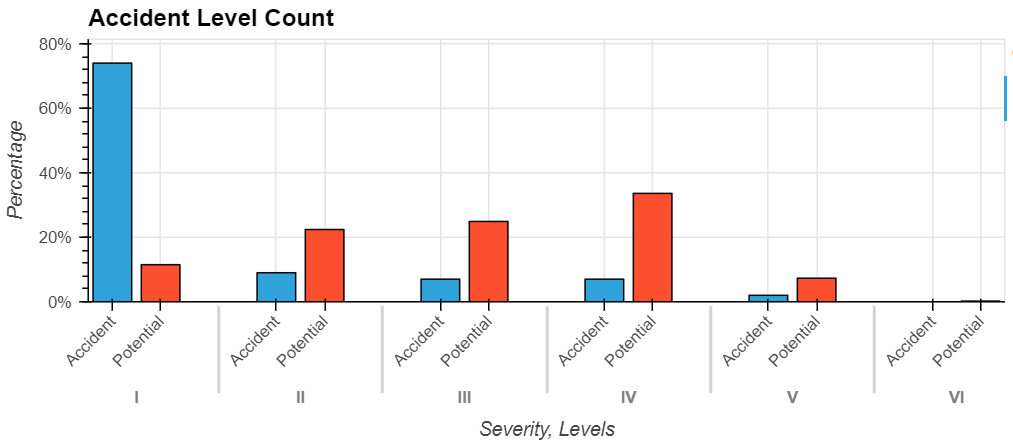 Accident Level Count
Percentage
80%
60%
40%
20%
0%
Accident Potential Accident Potential Accident Potential Accident Potential Accident Potential Accident Potential
I II III IV V VI
Severity, Levels